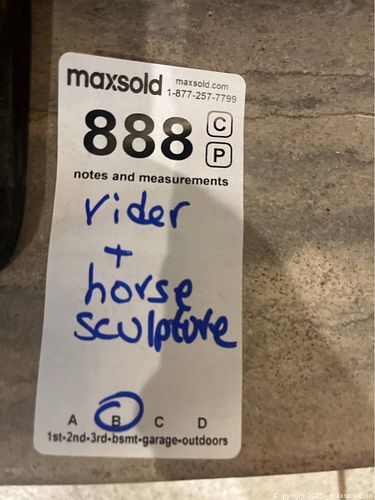 maxsold maxsold.com
1-877-257-7799
888 C
P
notes and measurements
rider
+
horse
sculpture
A B C D
1st-2nd-3rd-bsmt-garage-outdoors